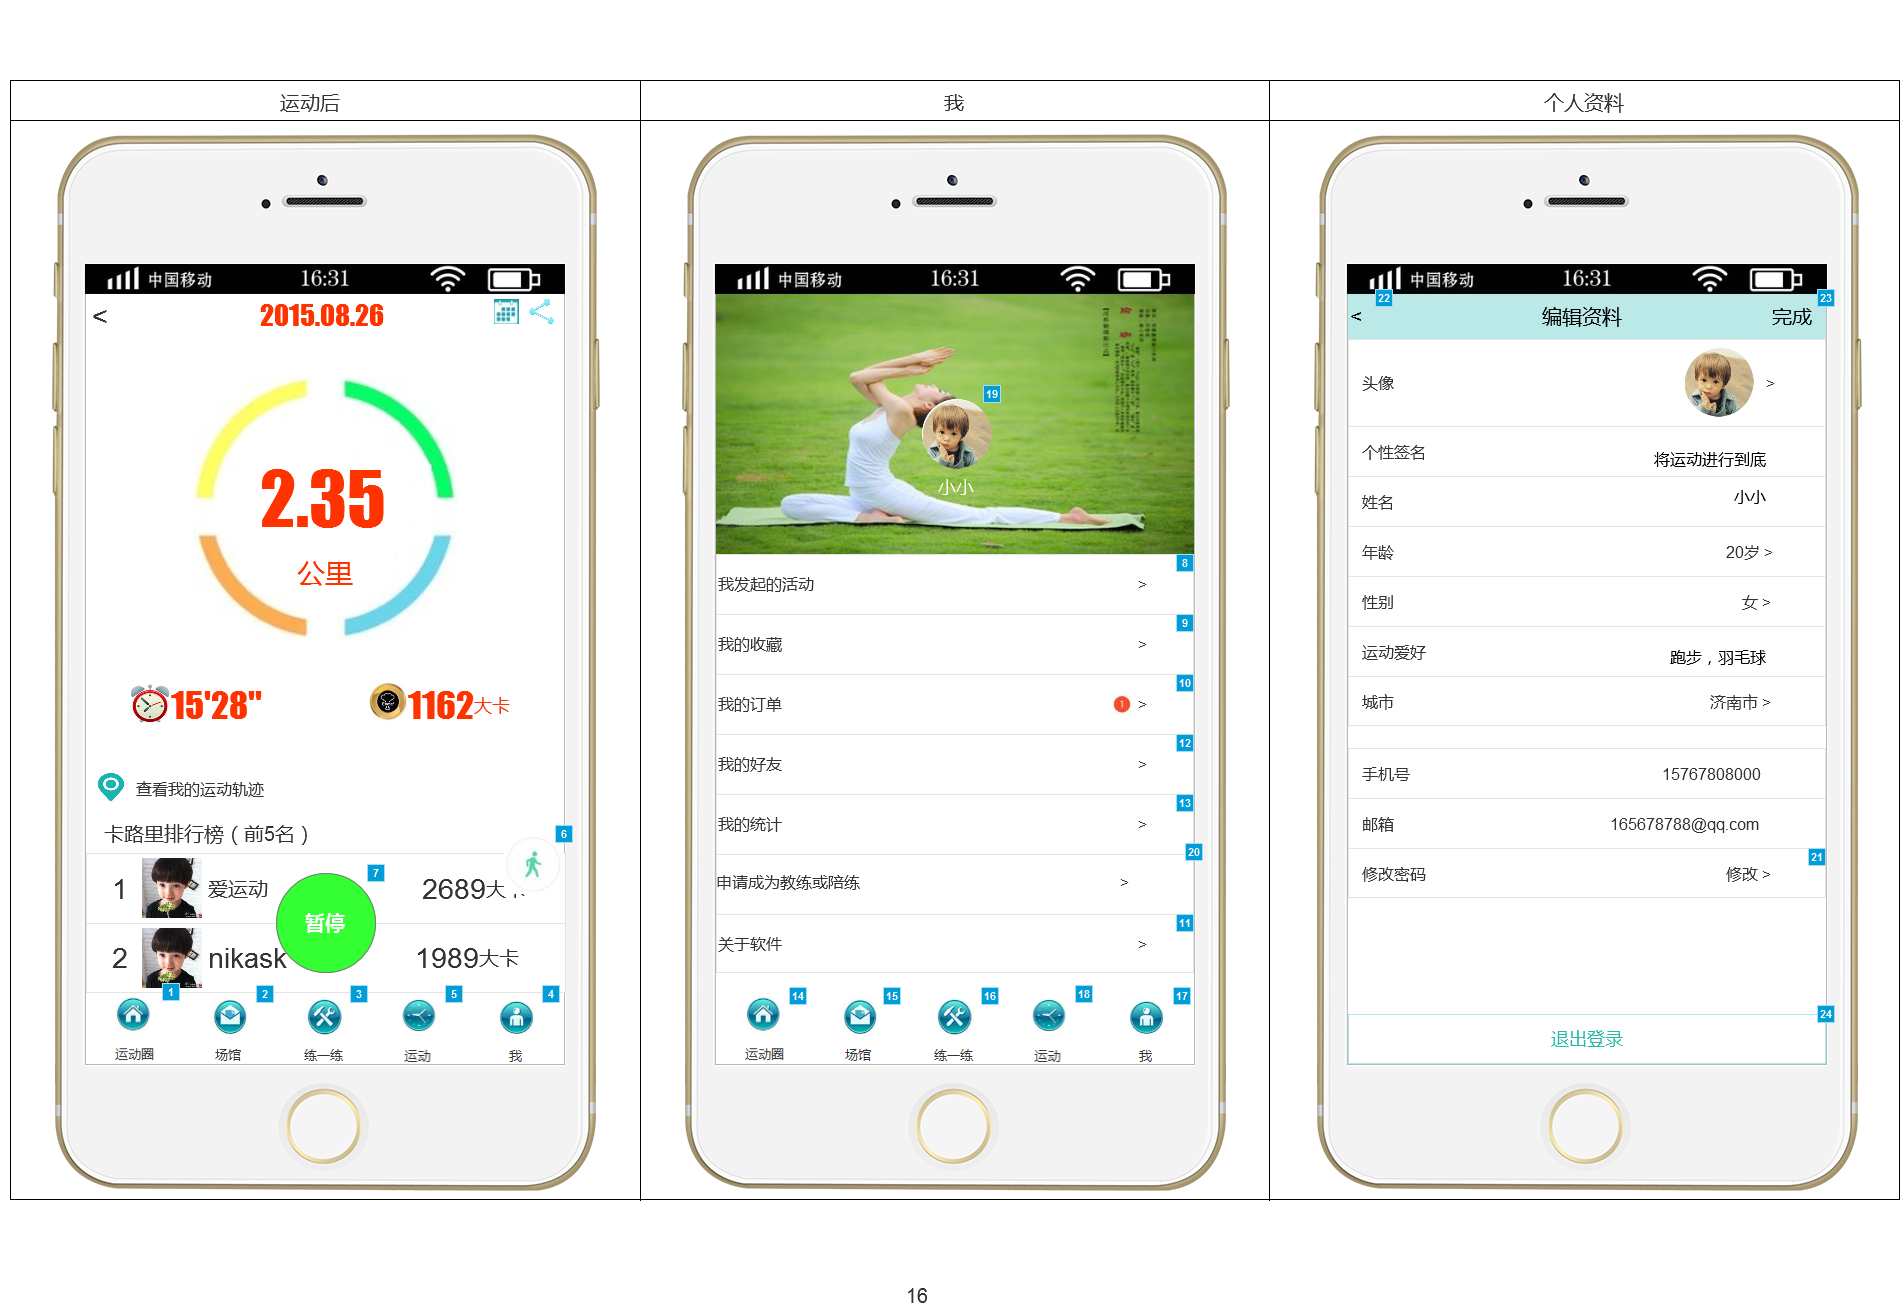 运动后
中国移动 16:31
<
2015.08.26
2.35
公里
15'28"
1162大卡
查看我的运动轨迹
卡路里排行榜（前5名）
6
7
1 爱运动 2689大卡
暂停
2 nikask 1989大卡
1 2 3 5 4
运动圈 场馆 练一练 运动 我
我
中国移动 16:31
19
小小
8
我发起的活动 >
9
我的收藏 >
10
我的订单 1 >
12
我的好友 >
13
我的统计 >
20
申请成为教练或陪练 >
11
关于软件 >
14 15 16 18 17
运动圈 场馆 练一练 运动 我
个人资料
中国移动 16:31
22 23
< 编辑资料 完成
头像 >
个性签名 将运动进行到底
姓名 小小
年龄 20岁 >
性别 女 >
运动爱好 跑步，羽毛球
城市 济南市 >
手机号 15767808000
邮箱 165678788@qq.com
21
修改密码 修改 >
24
退出登录
16